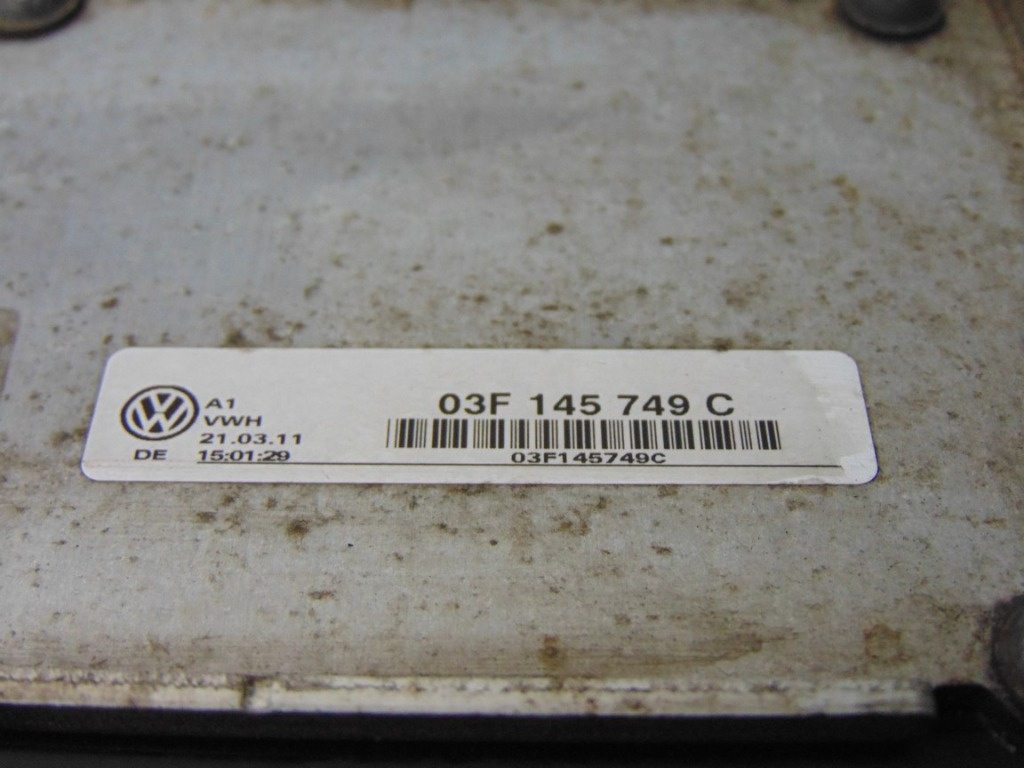 A1
VWH
21.03.11
DE 15:01:29
03F 145 749 C
03F145749C